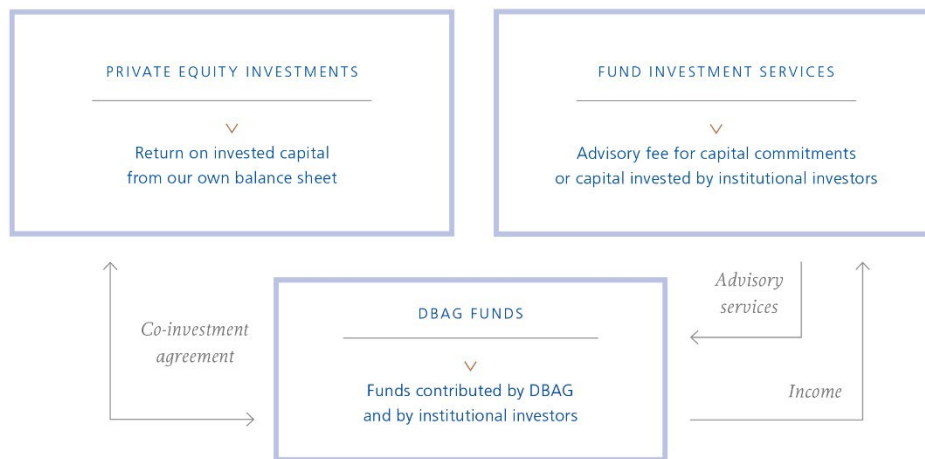 PRIVATE EQUITY INVESTMENTS
Return on invested capital
from our own balance sheet
FUND INVESTMENT SERVICES
Advisory fee for capital commitments
or capital invested by institutional investors
Co-investment
agreement
DBAG FUNDS
Funds contributed by DBAG
and by institutional investors
Advisory
services
Income